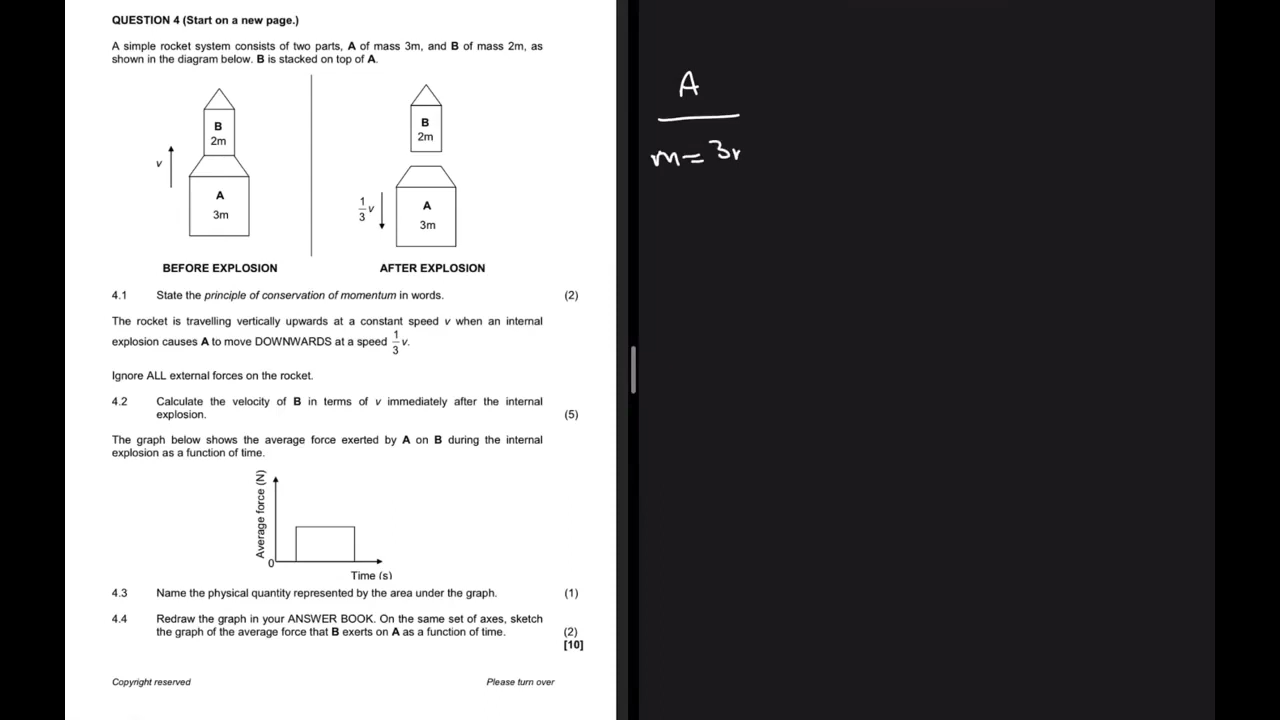 QUESTION 4 (Start on a new page.)
A simple rocket system consists of two parts, A of mass 3m, and B of mass 2m, as
shown in the diagram below. B is stacked on top of A.
B
2m
v
A
3m
BEFORE EXPLOSION
B
2m
1/3 v
A
3m
AFTER EXPLOSION
4.1 State the principle of conservation of momentum in words. (2)
The rocket is travelling vertically upwards at a constant speed v when an internal
explosion causes A to move DOWNWARDS at a speed 1/3 v.
Ignore ALL external forces on the rocket.
4.2 Calculate the velocity of B in terms of v immediately after the internal
explosion. (5)
The graph below shows the average force exerted by A on B during the internal
explosion as a function of time.
Average force (N)
0
Time (s)
4.3 Name the physical quantity represented by the area under the graph. (1)
4.4 Redraw the graph in your ANSWER BOOK. On the same set of axes, sketch
the graph of the average force that B exerts on A as a function of time. (2)
[10]
Copyright reserved Please turn over
A
m = 3